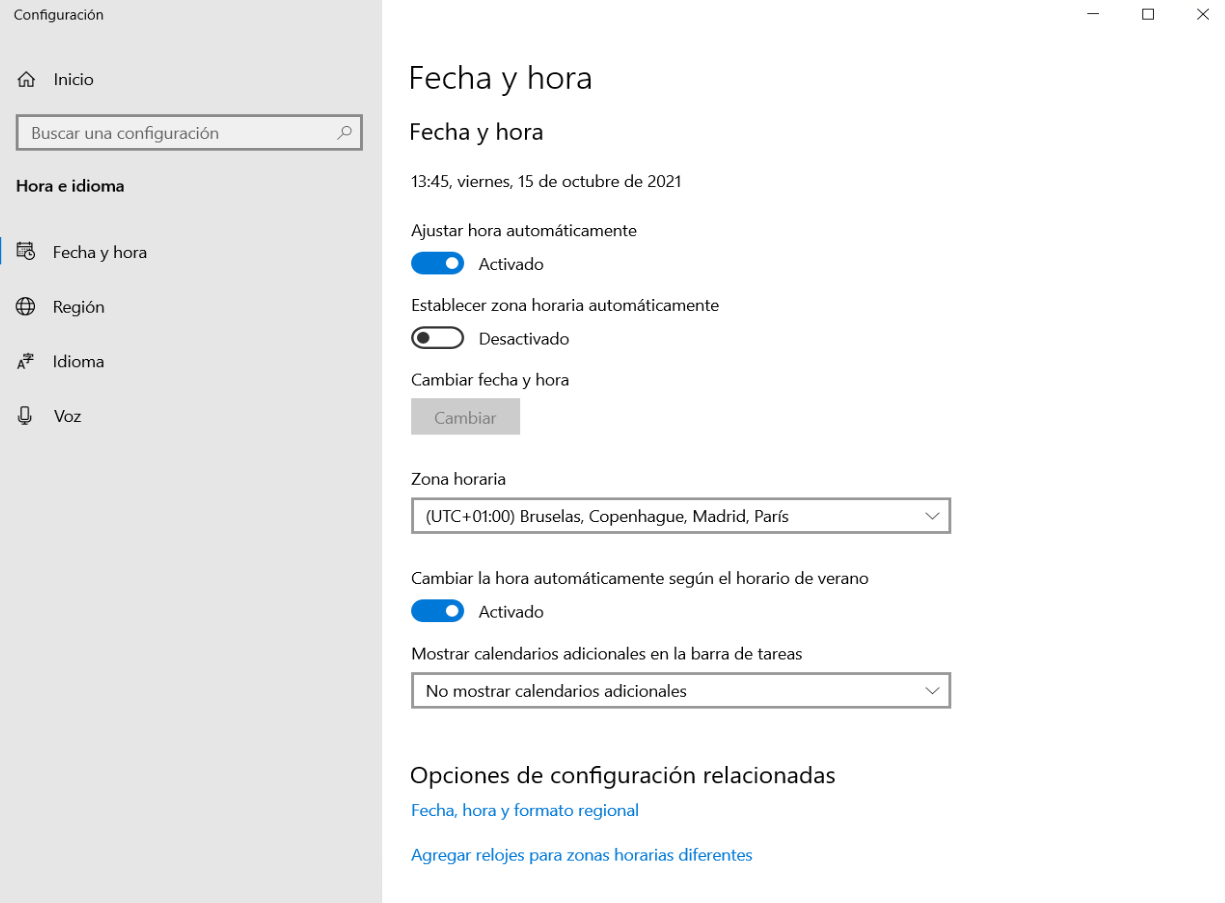 Configuración
Inicio
Buscar una configuración
Hora e idioma
Fecha y hora
Región
Idioma
Voz
Fecha y hora
Fecha y hora
13:45, viernes, 15 de octubre de 2021
Ajustar hora automáticamente
Activado
Establecer zona horaria automáticamente
Desactivado
Cambiar fecha y hora
Cambiar
Zona horaria
(UTC+01:00) Bruselas, Copenhague, Madrid, París
Cambiar la hora automáticamente según el horario de verano
Activado
Mostrar calendarios adicionales en la barra de tareas
No mostrar calendarios adicionales
Opciones de configuración relacionadas
Fecha, hora y formato regional
Agregar relojes para zonas horarias diferentes